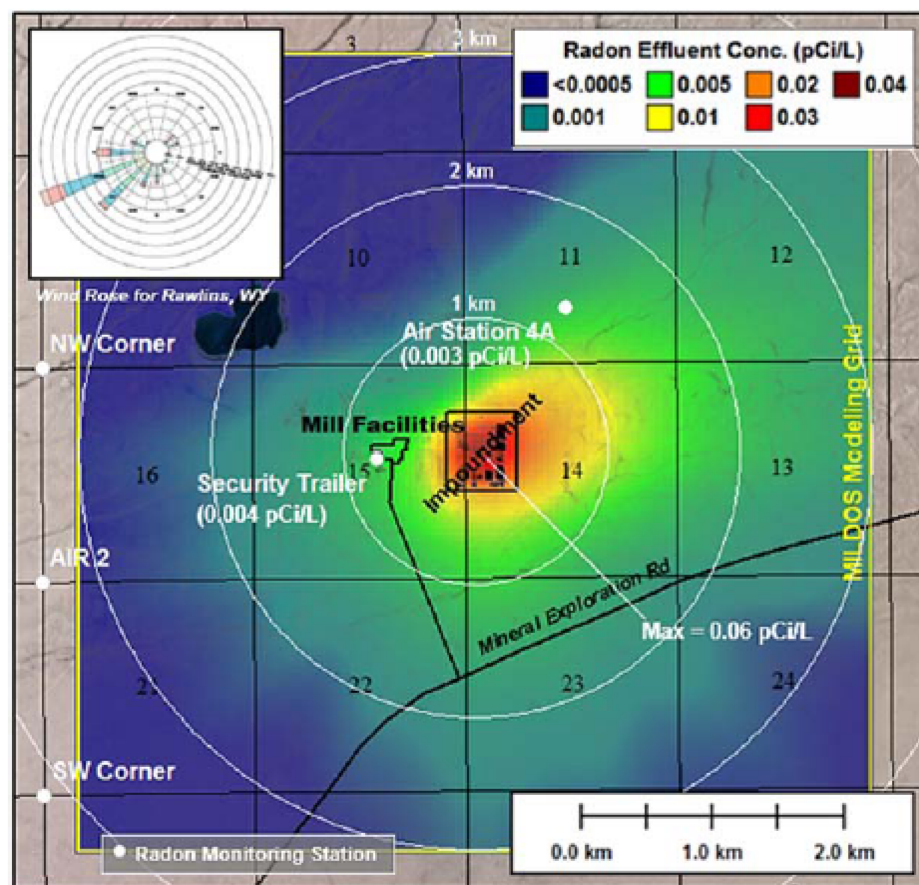 3
3 km
Radon Effluent Conc. (pCi/L)
<0.0005 0.005 0.02 0.04
0.001 0.01 0.03
2 km
10
11
12
Wind Rose for Rawlins, WY
1 km
Air Station 4A
(0.003 pCi/L)
NW Corner
MILDOS Modeling Grid
Mill Facilities
Impoundment
16
15
14
13
Security Trailer
(0.004 pCi/L)
AIR 2
Mineral Exploration Rd
Max = 0.06 pCi/L
21
22
23
24
SW Corner
Radon Monitoring Station
0.0 km 1.0 km 2.0 km